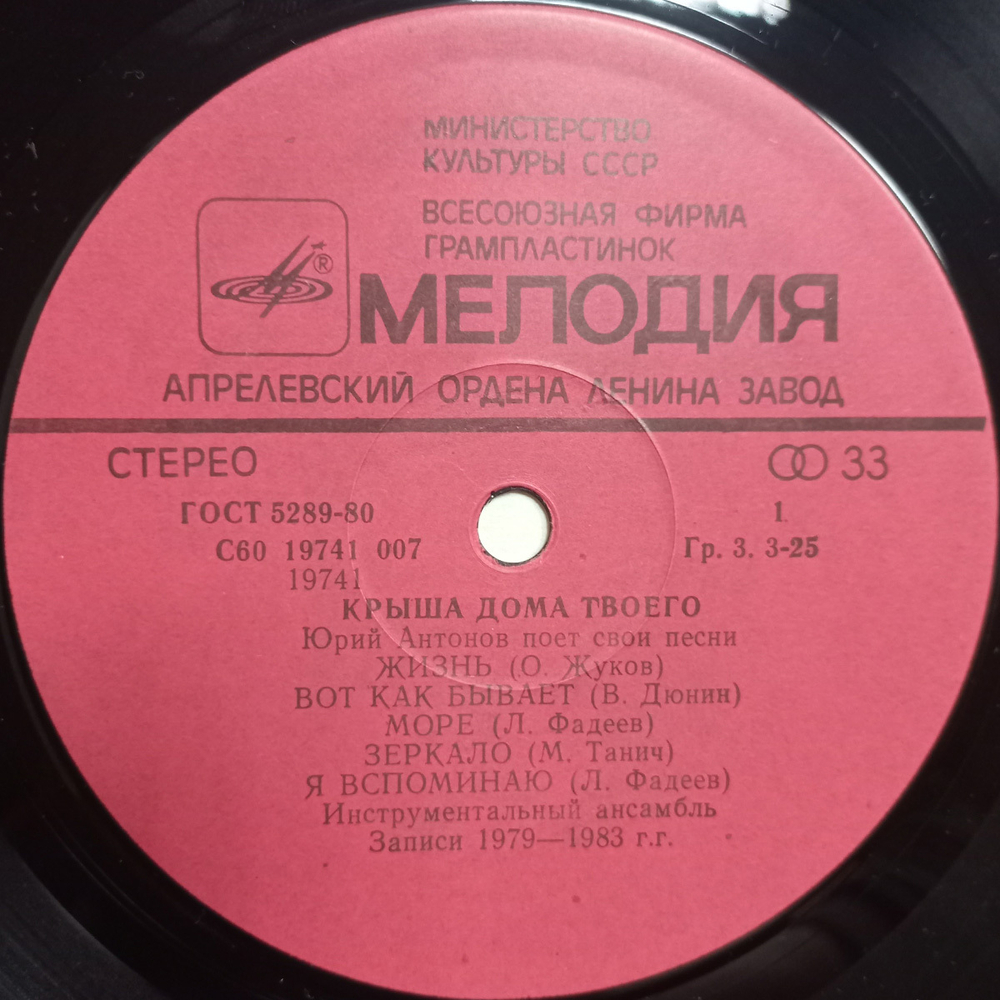 МИНИСТЕРСТВО
КУЛЬТУРЫ СССР
ВСЕСОЮЗНАЯ ФИРМА
ГРАМПЛАСТИНОК
®
МЕЛОДИЯ
АПРЕЛЕВСКИЙ ОРДЕНА ЛЕНИНА ЗАВОД
СТЕРЕО 33
ГОСТ 5289-80 1
С60 19741 007 Гр. 3. 3-25
19741
КРЫША ДОМА ТВОЕГО
Юрий Антонов поет свои песни
ЖИЗНЬ (О. Жуков)
ВОТ КАК БЫВАЕТ (В. Дюнин)
МОРЕ (Л. Фадеев)
ЗЕРКАЛО (М. Танич)
Я ВСПОМИНАЮ (Л. Фадеев)
Инструментальный ансамбль
Записи 1979—1983 г.г.